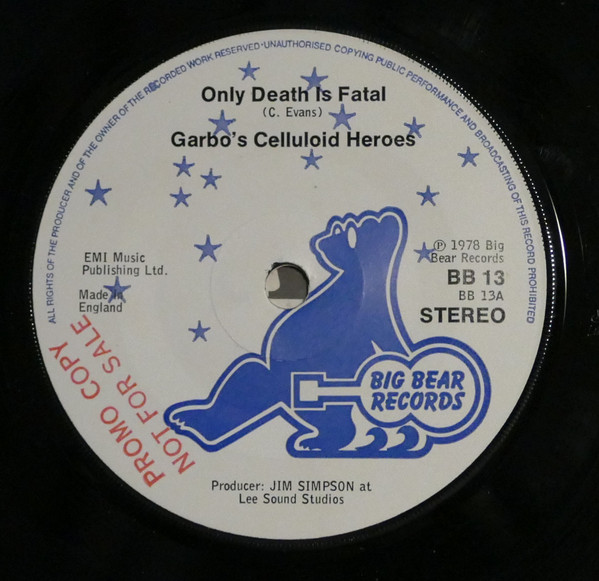 ALL RIGHTS OF THE PRODUCER AND OF THE OWNER OF THE RECORDED WORK RESERVED·UNAUTHORISED COPYING PUBLIC PERFORMANCE AND BROADCASTING OF THIS RECORD PROHIBITED
Only Death Is Fatal
(C. Evans)
Garbo's Celluloid Heroes
EMI Music
Publishing Ltd.
Made in
England
℗ 1978 Big
Bear Records
BB 13
BB 13A
STEREO
PROMO COPY
NOT FOR SALE
BIG BEAR
RECORDS
Producer: JIM SIMPSON at
Lee Sound Studios